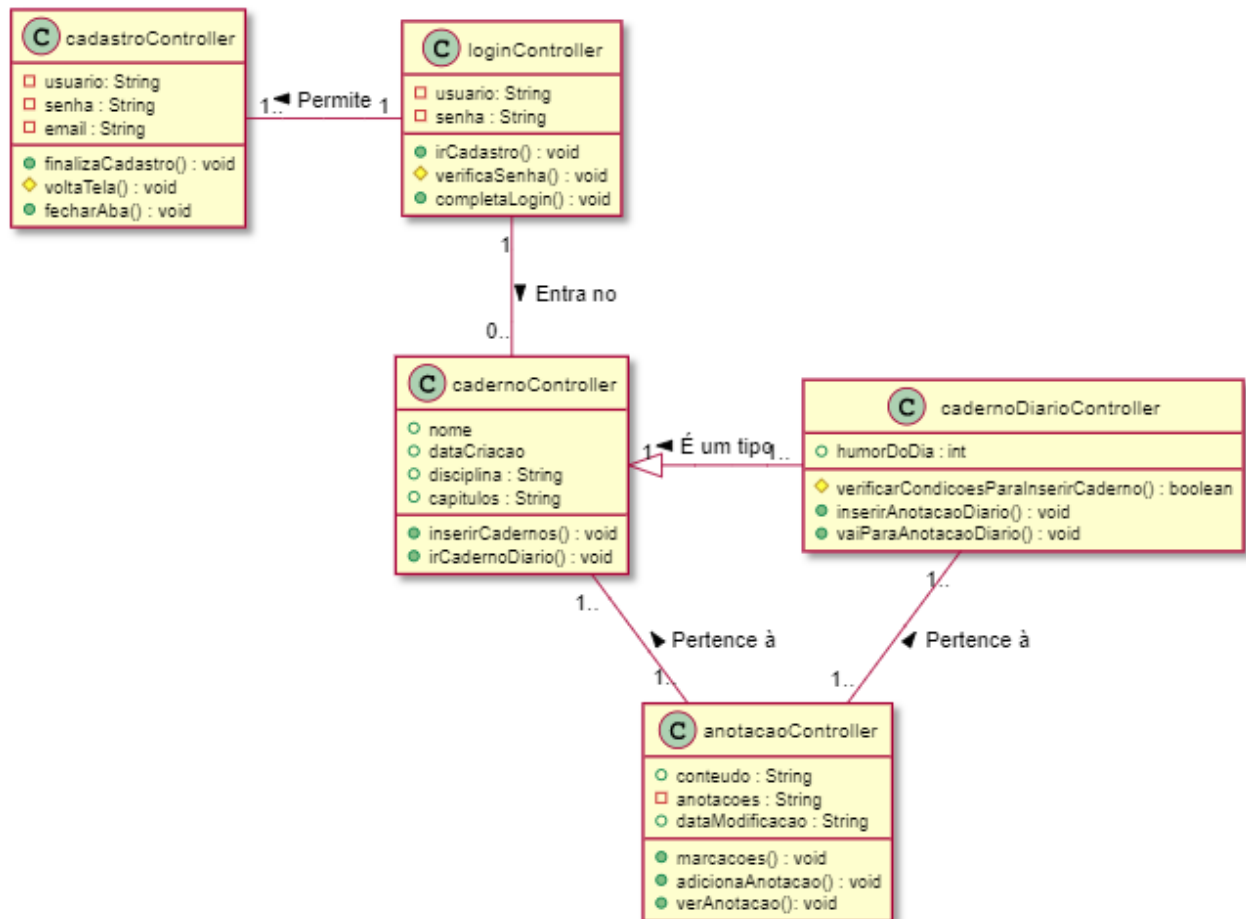 C cadastroController
usuario: String
senha : String
email : String
finalizaCadastro() : void
voltaTela() : void
fecharAba() : void
1.. Permite 1
C loginController
usuario: String
senha : String
irCadastro() : void
verificaSenha() : void
completaLogin() : void
1
Entra no
0..
C cadernoController
nome
dataCriacao
disciplina : String
capitulos : String
inserirCadernos() : void
irCadernoDiario() : void
1 É um tipo 1..
C cadernoDiarioController
humorDoDia : int
verificarCondicoesParaInserirCaderno() : boolean
inserirAnotacaoDiario() : void
vaiParaAnotacaoDiario() : void
1..
Pertence à
1..
1..
Pertence à
1..
C anotacaoController
conteudo : String
anotacoes : String
dataModificacao : String
marcacoes() : void
adicionaAnotacao() : void
verAnotacao(): void